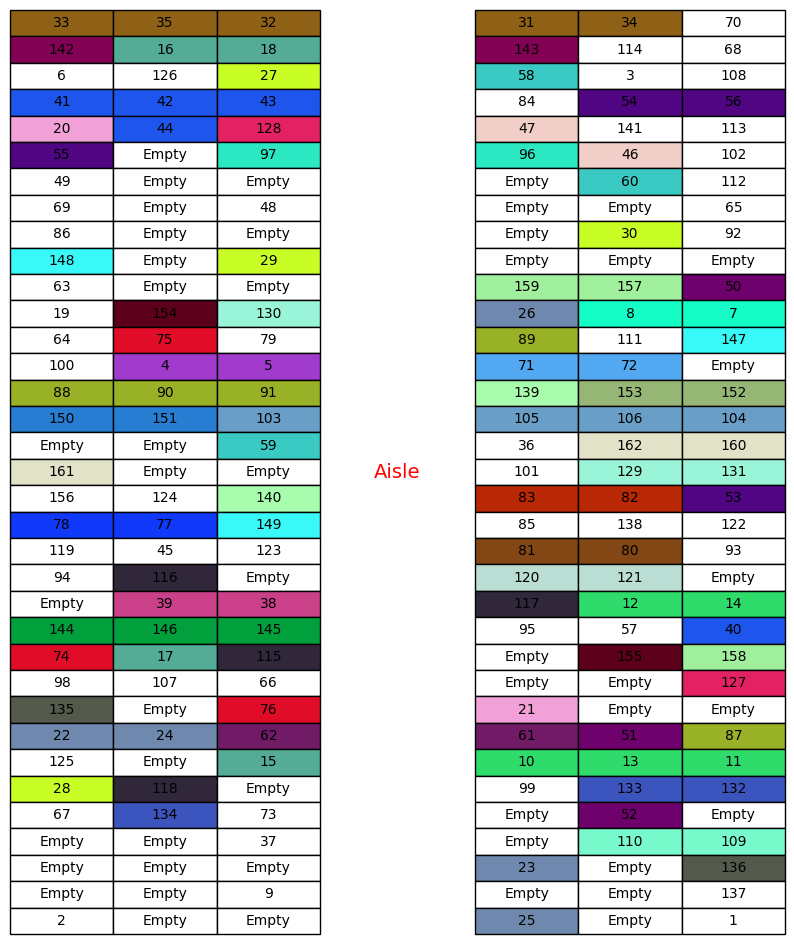 33 35 32 31 34 70
142 16 18 143 114 68
6 126 27 58 3 108
41 42 43 84 54 56
20 44 128 47 141 113
55 Empty 97 96 46 102
49 Empty Empty Empty 60 112
69 Empty 48 Empty Empty 65
86 Empty Empty Empty 30 92
148 Empty 29 Empty Empty Empty
63 Empty Empty 159 157 50
19 154 130 26 8 7
64 75 79 89 111 147
100 4 5 71 72 Empty
88 90 91 139 153 152
150 151 103 105 106 104
Empty Empty 59 36 162 160
161 Empty Empty Aisle 101 129 131
156 124 140 83 82 53
78 77 149 85 138 122
119 45 123 81 80 93
94 116 Empty 120 121 Empty
Empty 39 38 117 12 14
144 146 145 95 57 40
74 17 115 Empty 155 158
98 107 66 Empty Empty 127
135 Empty 76 21 Empty Empty
22 24 62 61 51 87
125 Empty 15 10 13 11
28 118 Empty 99 133 132
67 134 73 Empty 52 Empty
Empty Empty 37 Empty 110 109
Empty Empty Empty 23 Empty 136
Empty Empty 9 Empty Empty 137
2 Empty Empty 25 Empty 1